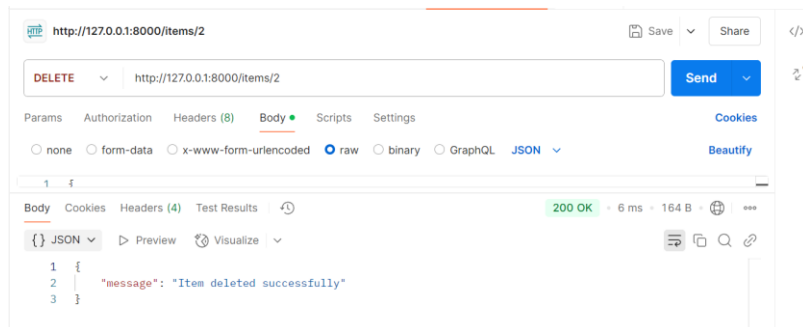 HTTP http://127.0.0.1:8000/items/2 Save Share
DELETE http://127.0.0.1:8000/items/2 Send
Params Authorization Headers (8) Body Scripts Settings Cookies
none form-data x-www-form-urlencoded raw binary GraphQL JSON Beautify
1 {
Body Cookies Headers (4) Test Results 200 OK 6 ms 164 B
{} JSON Preview Visualize
1 {
2 "message": "Item deleted successfully"
3 }